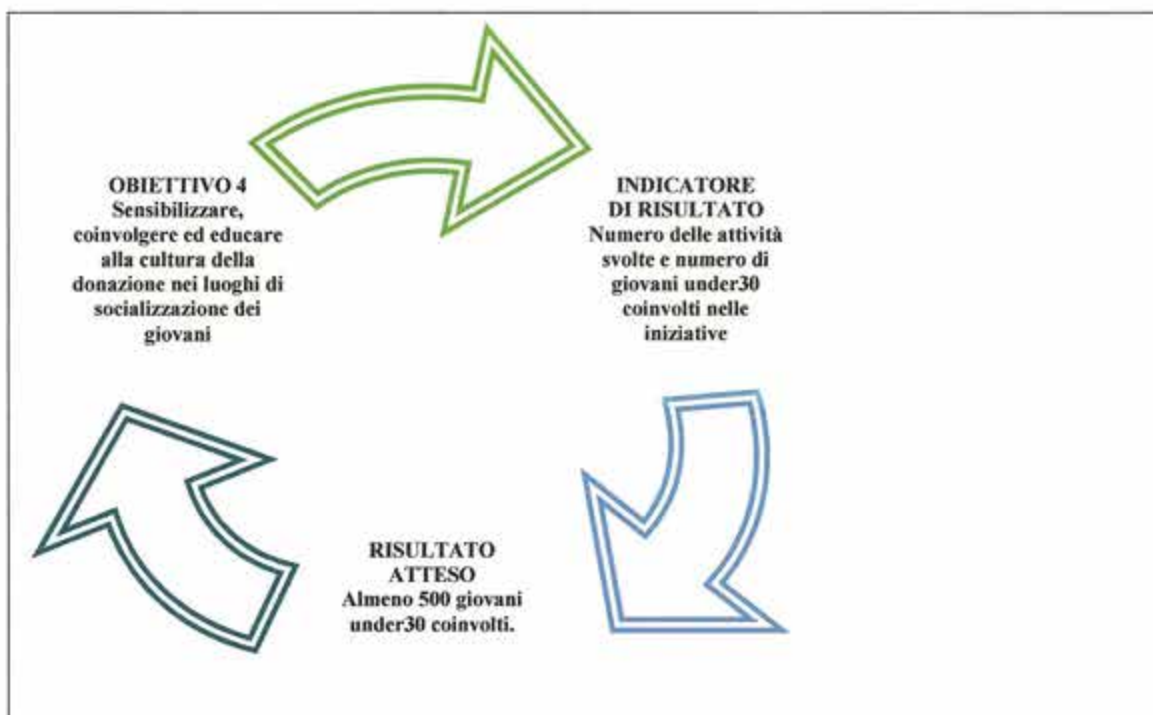 OBIETTIVO 4
Sensibilizzare,
coinvolgere ed educare
alla cultura della
donazione nei luoghi di
socializzazione dei
giovani
INDICATORE
DI RISULTATO
Numero delle attività
svolte e numero di
giovani under30
coinvolti nelle
iniziative
RISULTATO
ATTESO
Almeno 500 giovani
under30 coinvolti.